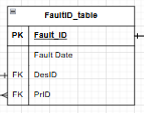 FaultID_table
PK Fault_ID
Fault Date
FK DesID
FK PrID